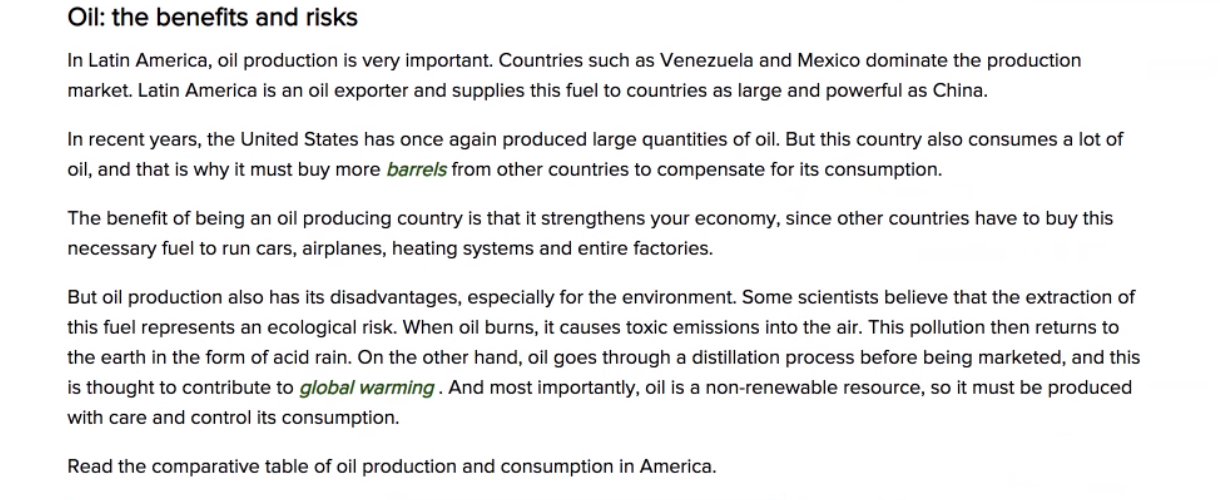 Oil: the benefits and risks
In Latin America, oil production is very important. Countries such as Venezuela and Mexico dominate the production
market. Latin America is an oil exporter and supplies this fuel to countries as large and powerful as China.
In recent years, the United States has once again produced large quantities of oil. But this country also consumes a lot of
oil, and that is why it must buy more barrels from other countries to compensate for its consumption.
The benefit of being an oil producing country is that it strengthens your economy, since other countries have to buy this
necessary fuel to run cars, airplanes, heating systems and entire factories.
But oil production also has its disadvantages, especially for the environment. Some scientists believe that the extraction of
this fuel represents an ecological risk. When oil burns, it causes toxic emissions into the air. This pollution then returns to
the earth in the form of acid rain. On the other hand, oil goes through a distillation process before being marketed, and this
is thought to contribute to global warming . And most importantly, oil is a non-renewable resource, so it must be produced
with care and control its consumption.
Read the comparative table of oil production and consumption in America.